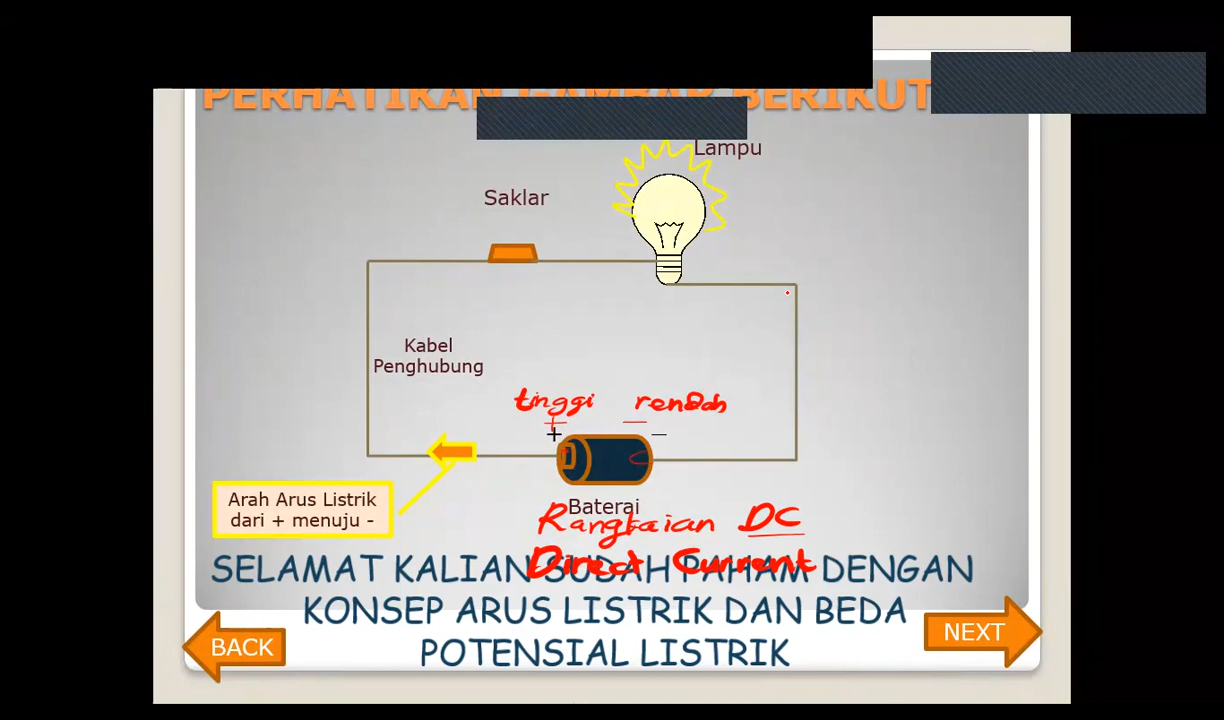 PERHATIKAN GAMBAR BERIKUT
Lampu
Saklar
Kabel
Penghubung
tinggi rendah
+ −
+ −
Arah Arus Listrik
dari + menuju -
Baterai
Rangkaian DC
Direct Current
SELAMAT KALIAN SUDAH PAHAM DENGAN
KONSEP ARUS LISTRIK DAN BEDA
POTENSIAL LISTRIK
BACK
NEXT